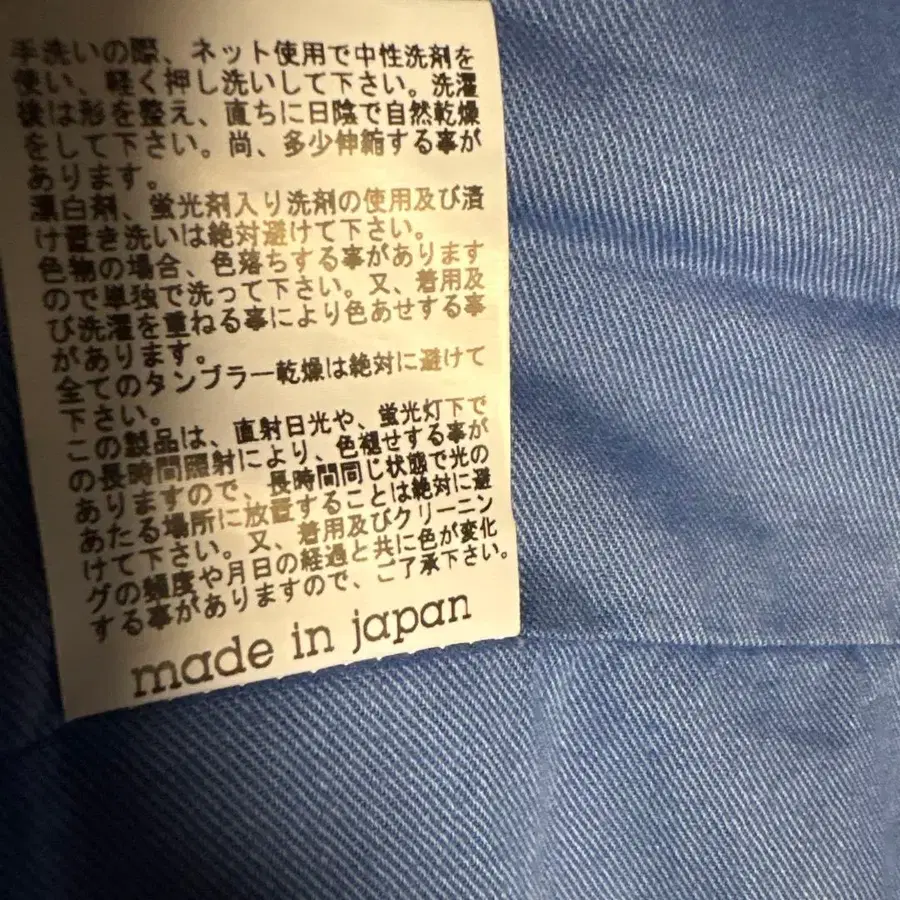 手洗いの際、ネット使用で中性洗剤を
使い、軽く押し洗いして下さい。洗濯
後は形を整え、直ちに日陰で自然乾燥
をして下さい。尚、多少伸縮する事が
あります。
漂白剤、蛍光剤入り洗剤の使用及び漬
け置き洗いは絶対避けて下さい。
色物の場合、色落ちする事があります
ので単独で洗って下さい。又、着用及
び洗濯を重ねる事により色あせする事
があります。
全てのタンブラー乾燥は絶対に避けて
下さい。
この製品は、直射日光や、蛍光灯下で
の長時間照射により、色褪せする事が
ありますので、長時間同じ状態で光の
あたる場所に放置することは絶対に避
けて下さい。又、着用及びクリーニン
グの頻度や月日の経過と共に色が変化
する事がありますので、ご了承下さい。
made in japan